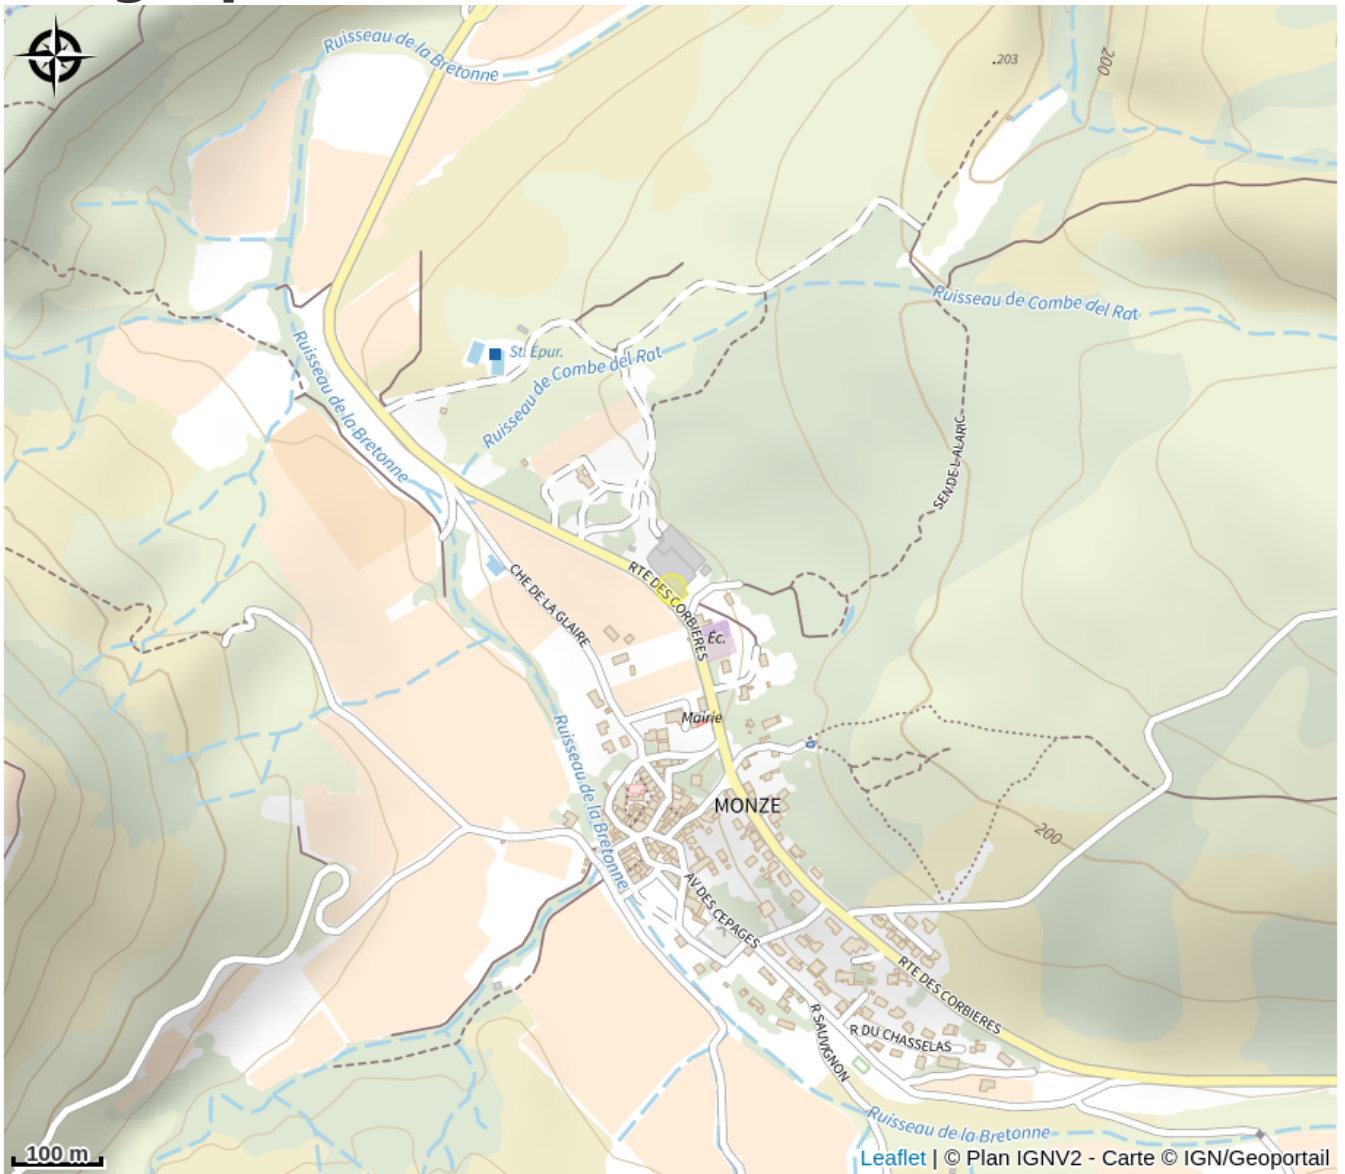 Ruisseau de la Bretonne
203
200
Ruisseau de Combe del Rat
Ruisseau de la Bretonne
St. Epur.
Ruisseau de Combe del Rat
SEN DE L ALARIC
RTE DES CORBIERES
CHE DE LA GLAIRE
Éc.
Mairie
Ruisseau de la Bretonne
MONZE
200
AV DES CEPAGES
RTE DES CORBIERES
R SAUVIGNON
R DU CHASSELAS
Ruisseau de la Bretonne
100 m
Leaflet | © Plan IGNV2 - Carte © IGN/Geoportail